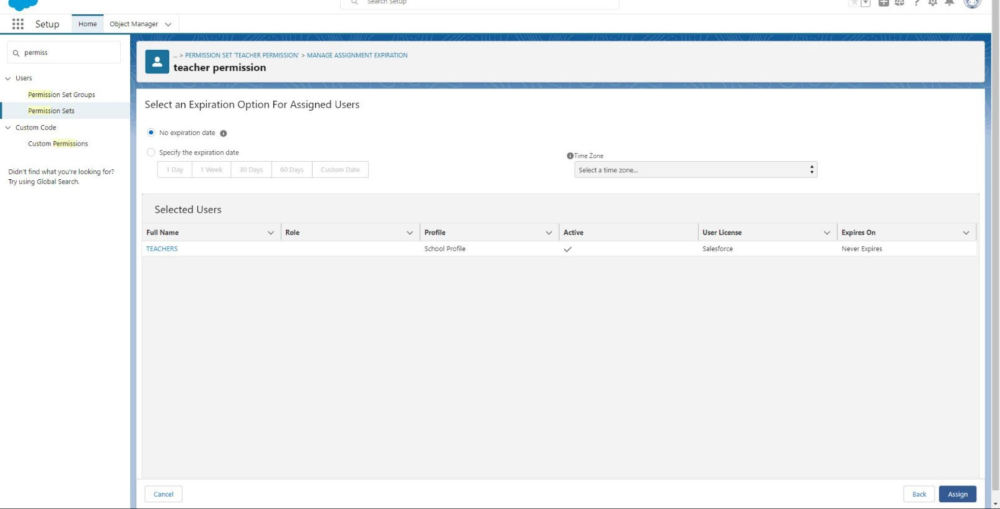 Search Setup
Setup
Home
Object Manager
permiss
Users
Permission Set Groups
Permission Sets
Custom Code
Custom Permissions
Didn't find what you're looking for?
Try using Global Search.
... > PERMISSION SET 'TEACHER PERMISSION' > MANAGE ASSIGNMENT EXPIRATION
teacher permission
Select an Expiration Option For Assigned Users
No expiration date
Specify the expiration date
1 Day 1 Week 30 Days 60 Days Custom Date
Time Zone
Select a time zone...
Selected Users
Full Name Role Profile Active User License Expires On
TEACHERS School Profile Salesforce Never Expires
Cancel
Back
Assign